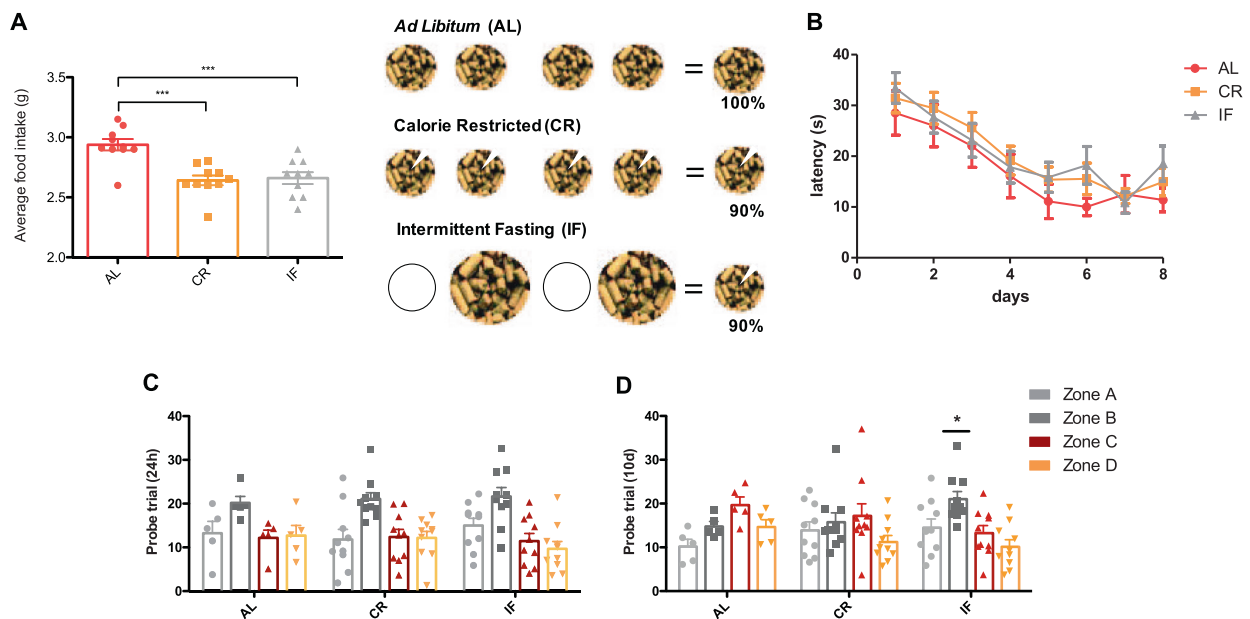 A
Average food intake (g)
3.5
3.0
2.5
2.0
***
***
AL
CR
IF
Ad Libitum (AL)
=
100%
Calorie Restricted (CR)
=
90%
Intermittent Fasting (IF)
=
90%
B
latency (s)
40
30
20
10
0
0 2 4 6 8
days
AL
CR
IF
C
Probe trial (24h)
40
30
20
10
0
AL
CR
IF
D
Probe trial (10d)
40
30
20
10
0
*
AL
CR
IF
Zone A
Zone B
Zone C
Zone D